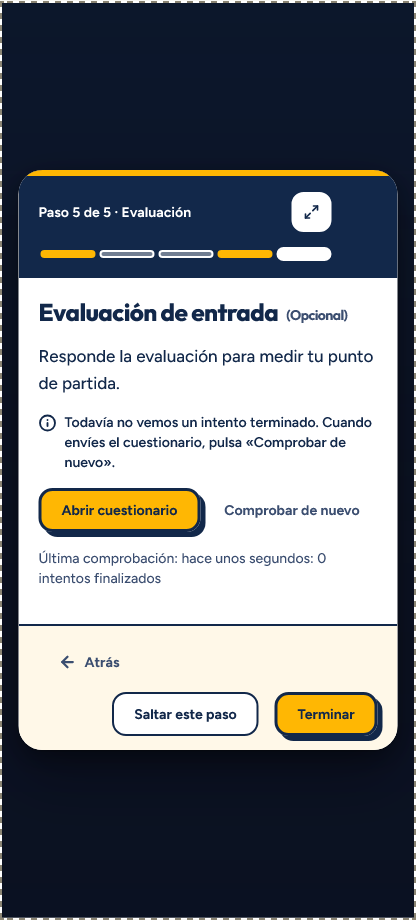 Paso 5 de 5 · Evaluación
Evaluación de entrada (Opcional)
Responde la evaluación para medir tu punto
de partida.
Todavía no vemos un intento terminado. Cuando
envíes el cuestionario, pulsa «Comprobar de
nuevo».
Abrir cuestionario
Comprobar de nuevo
Última comprobación: hace unos segundos: 0
intentos finalizados
Atrás
Saltar este paso
Terminar